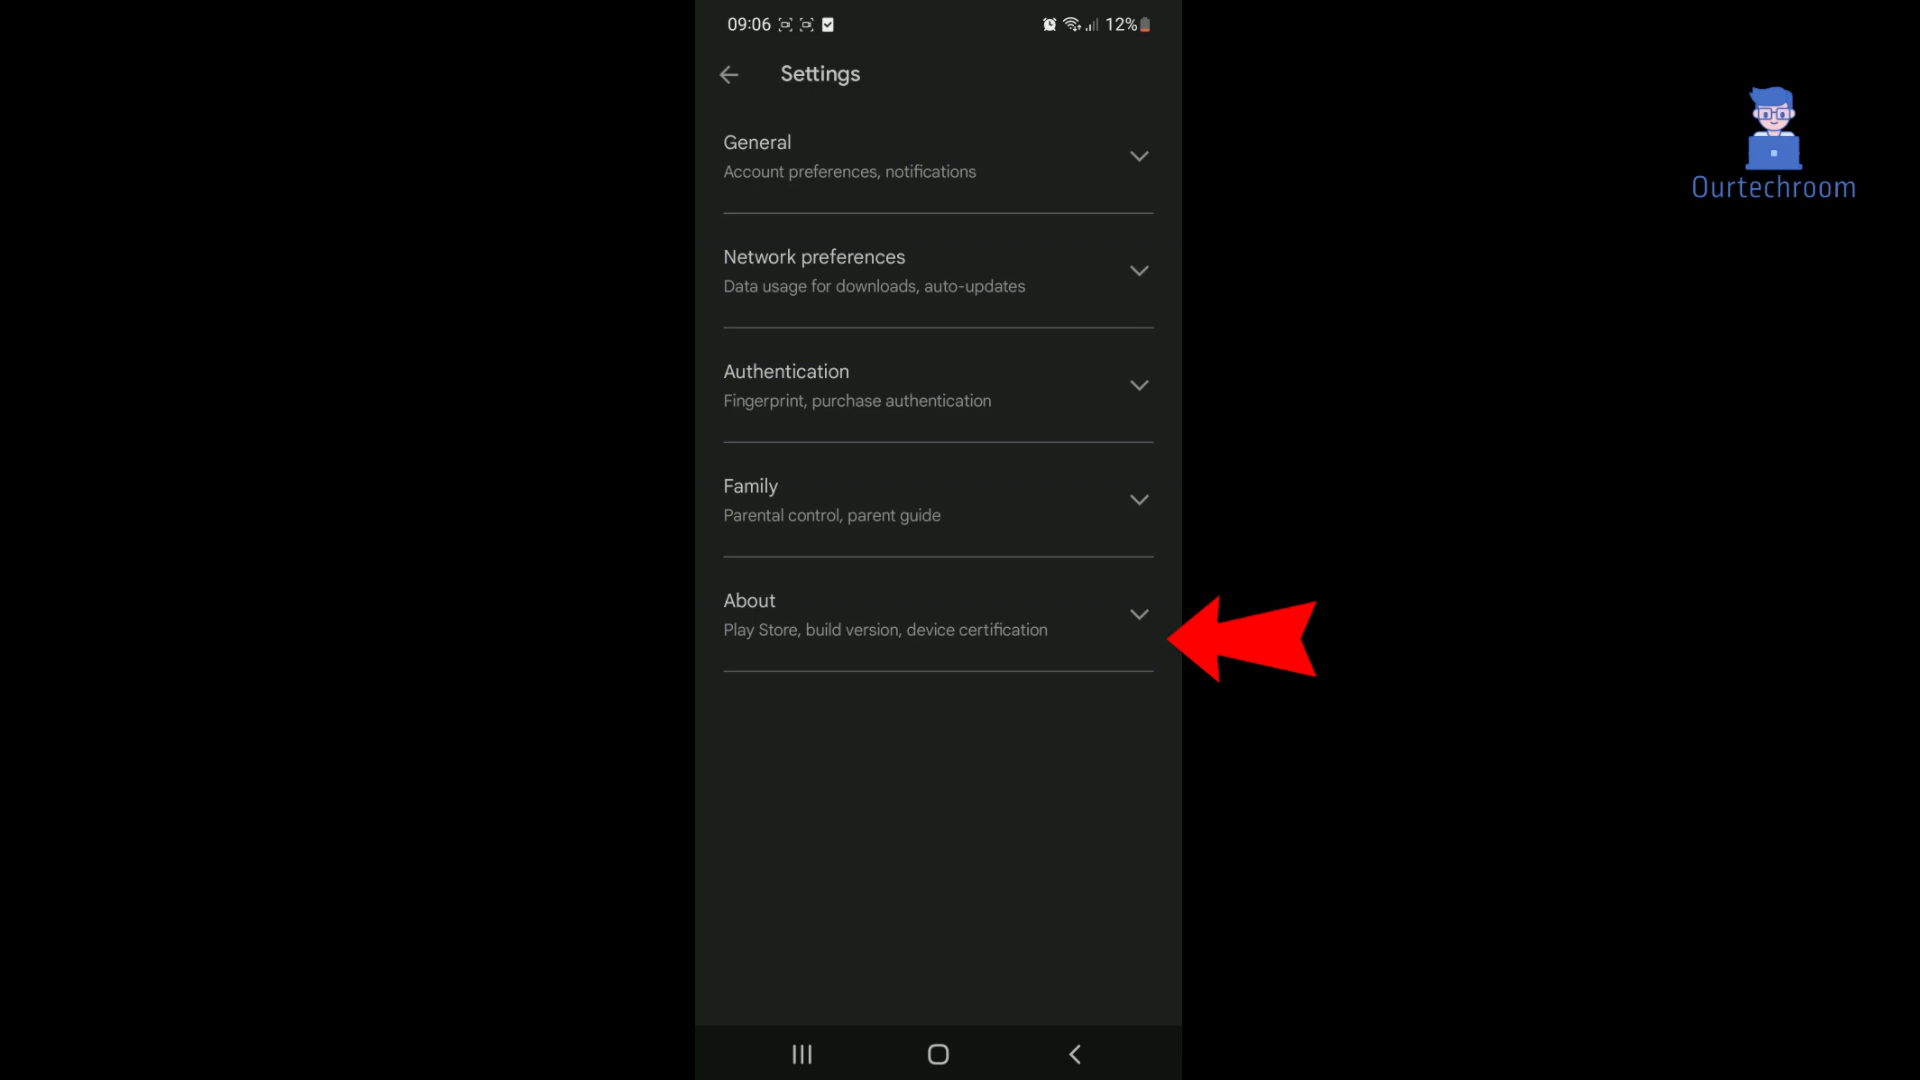 09:06
12%
Settings
General
Account preferences, notifications
Network preferences
Data usage for downloads, auto-updates
Authentication
Fingerprint, purchase authentication
Family
Parental control, parent guide
About
Play Store, build version, device certification
Ourtechroom